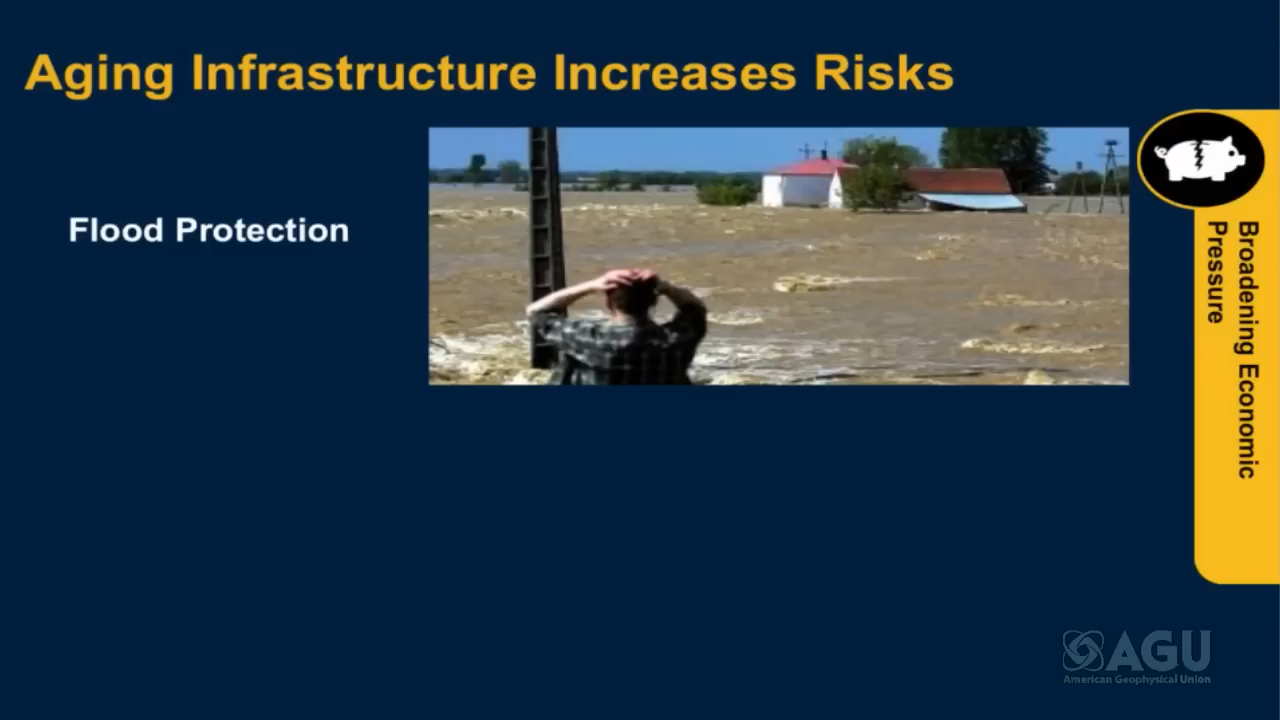 Aging Infrastructure Increases Risks
Flood Protection
Broadening Economic
Pressure
AGU
American Geophysical Union